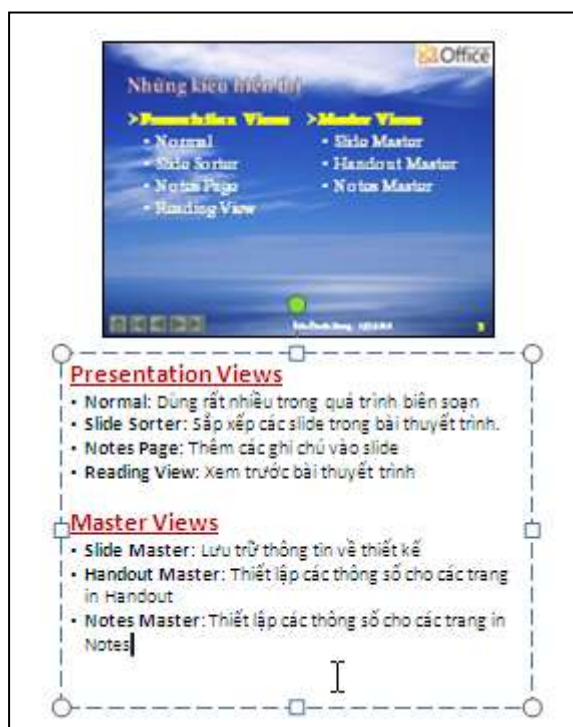 Office
Những kiểu hiển thị
Presentation Views
• Normal
• Slide Sorter
• Notes Page
• Reading View
Master Views
• Slide Master
• Handout Master
• Notes Master
Presentation Views
• Normal: Dùng rất nhiều trong quá trình biên soạn
• Slide Sorter: Sắp xếp các slide trong bài thuyết trình.
• Notes Page: Thêm các ghi chú vào slide
• Reading View: Xem trước bài thuyết trình
Master Views
• Slide Master: Lưu trữ thông tin về thiết kế
• Handout Master: Thiết lập các thông số cho các trang
in Handout
• Notes Master: Thiết lập các thông số cho các trang in
Notes